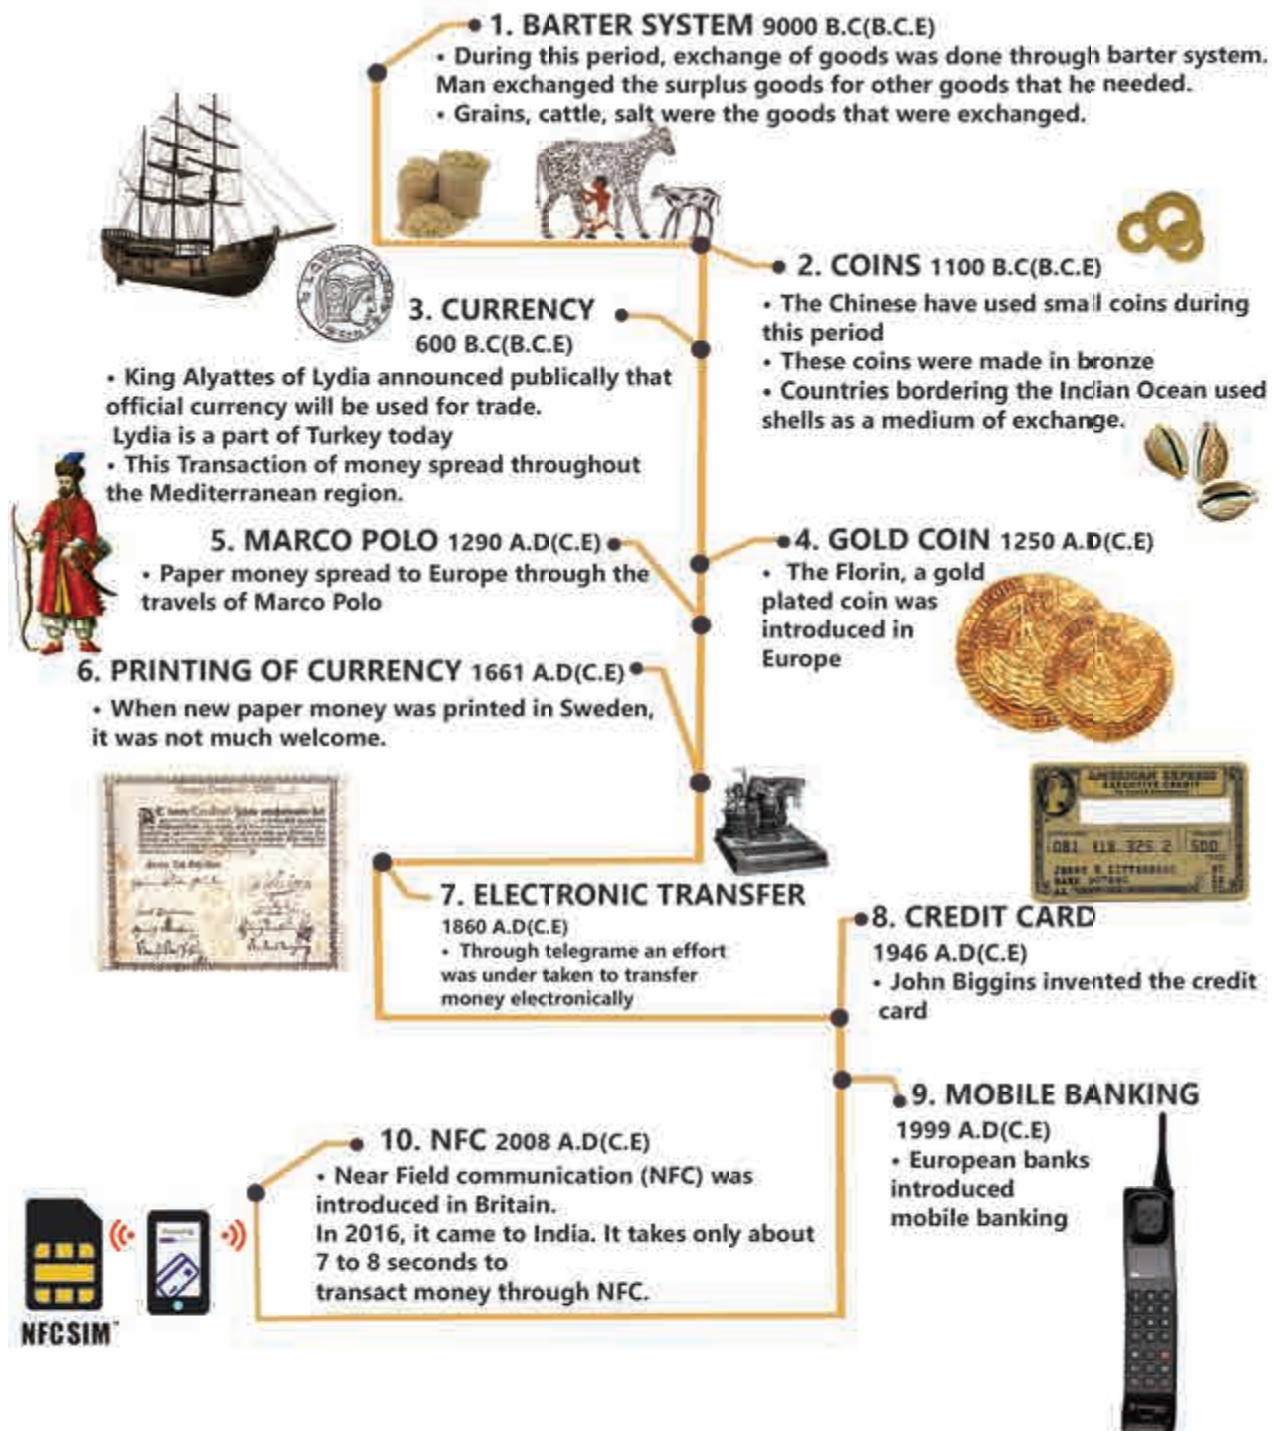 1. BARTER SYSTEM 9000 B.C(B.C.E)
• During this period, exchange of goods was done through barter system.
Man exchanged the surplus goods for other goods that he needed.
• Grains, cattle, salt were the goods that were exchanged.
2. COINS 1100 B.C(B.C.E)
• The Chinese have used small coins during
this period
• These coins were made in bronze
• Countries bordering the Indian Ocean used
shells as a medium of exchange.
3. CURRENCY
600 B.C(B.C.E)
• King Alyattes of Lydia announced publically that
official currency will be used for trade.
Lydia is a part of Turkey today
• This Transaction of money spread throughout
the Mediterranean region.
4. GOLD COIN 1250 A.D(C.E)
• The Florin, a gold
plated coin was
introduced in
Europe
5. MARCO POLO 1290 A.D(C.E)
• Paper money spread to Europe through the
travels of Marco Polo
6. PRINTING OF CURRENCY 1661 A.D(C.E)
• When new paper money was printed in Sweden,
it was not much welcome.
AMERICAN EXPRESS
EXECUTIVE CREDIT
7. ELECTRONIC TRANSFER
1860 A.D(C.E)
• Through telegrame an effort
was under taken to transfer
money electronically
8. CREDIT CARD
1946 A.D(C.E)
• John Biggins invented the credit
card
9. MOBILE BANKING
1999 A.D(C.E)
• European banks
introduced
mobile banking
10. NFC 2008 A.D(C.E)
• Near Field communication (NFC) was
introduced in Britain.
In 2016, it came to India. It takes only about
7 to 8 seconds to
transact money through NFC.
NFC SIM